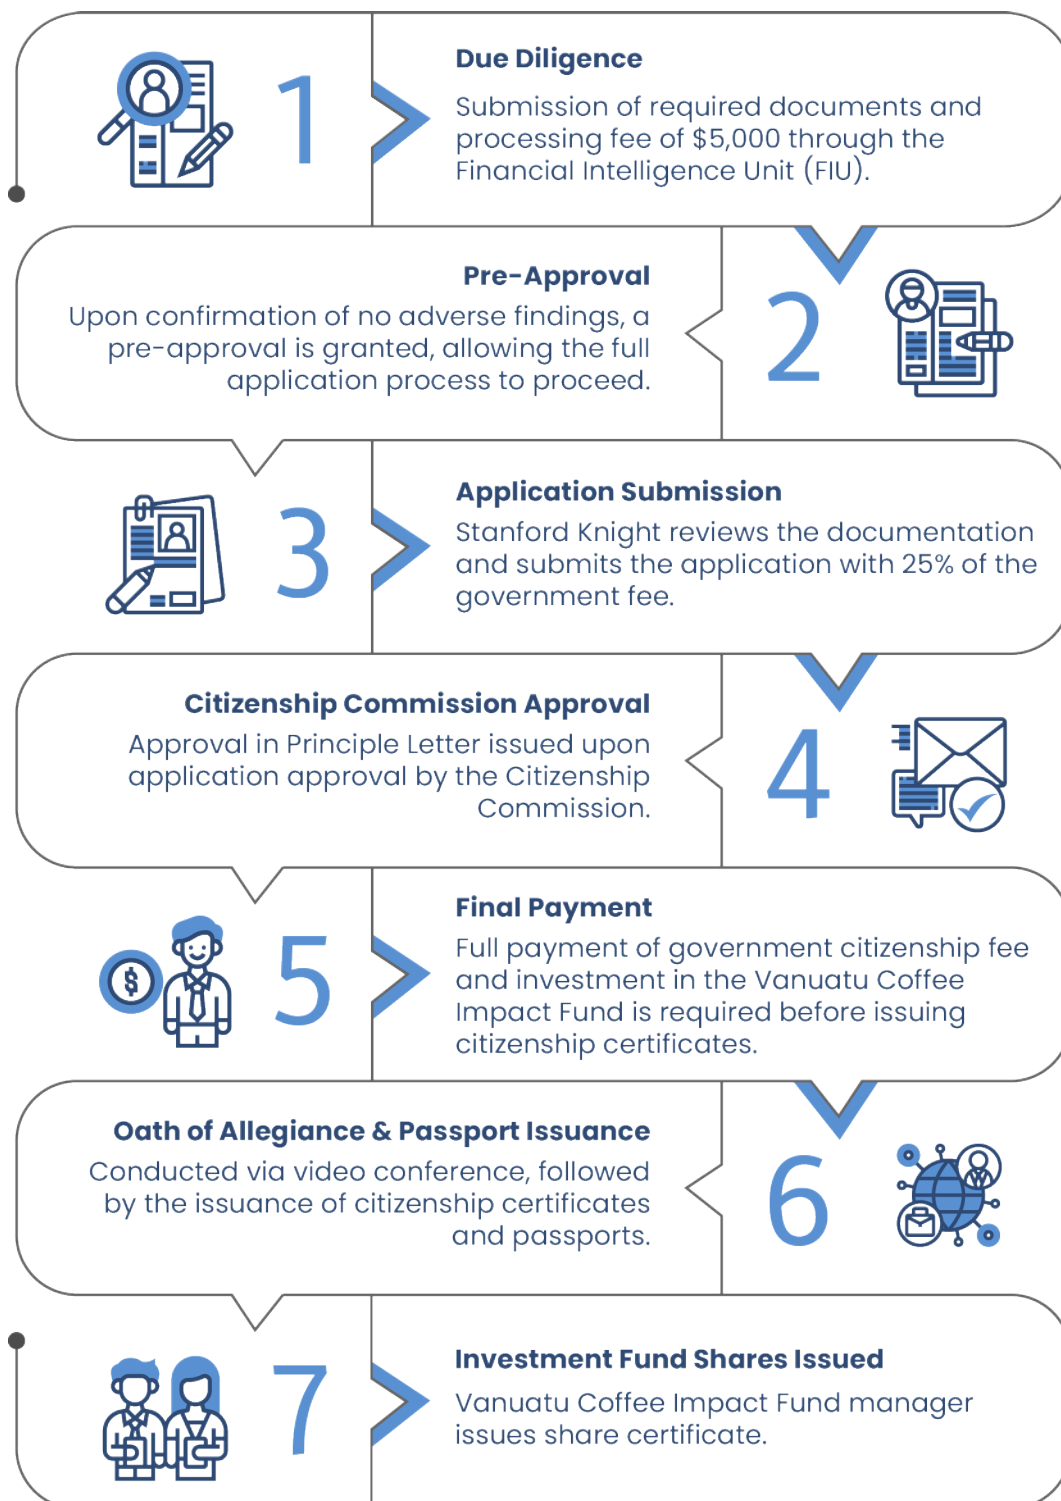 1
Due Diligence
Submission of required documents and
processing fee of $5,000 through the
Financial Intelligence Unit (FIU).
Pre-Approval
Upon confirmation of no adverse findings, a
pre-approval is granted, allowing the full
application process to proceed.
2
3
Application Submission
Stanford Knight reviews the documentation
and submits the application with 25% of the
government fee.
Citizenship Commission Approval
Approval in Principle Letter issued upon
application approval by the Citizenship
Commission.
4
$
5
Final Payment
Full payment of government citizenship fee
and investment in the Vanuatu Coffee
Impact Fund is required before issuing
citizenship certificates.
Oath of Allegiance & Passport Issuance
Conducted via video conference, followed
by the issuance of citizenship certificates
and passports.
6
7
Investment Fund Shares Issued
Vanuatu Coffee Impact Fund manager
issues share certificate.